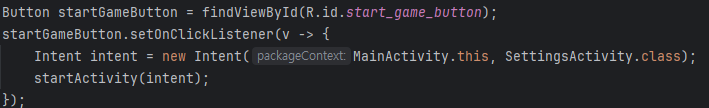 Button startGameButton = findViewById(R.id.start_game_button);
startGameButton.setOnClickListener(v -> {
    Intent intent = new Intent( packageContext: MainActivity.this, SettingsActivity.class);
    startActivity(intent);
});